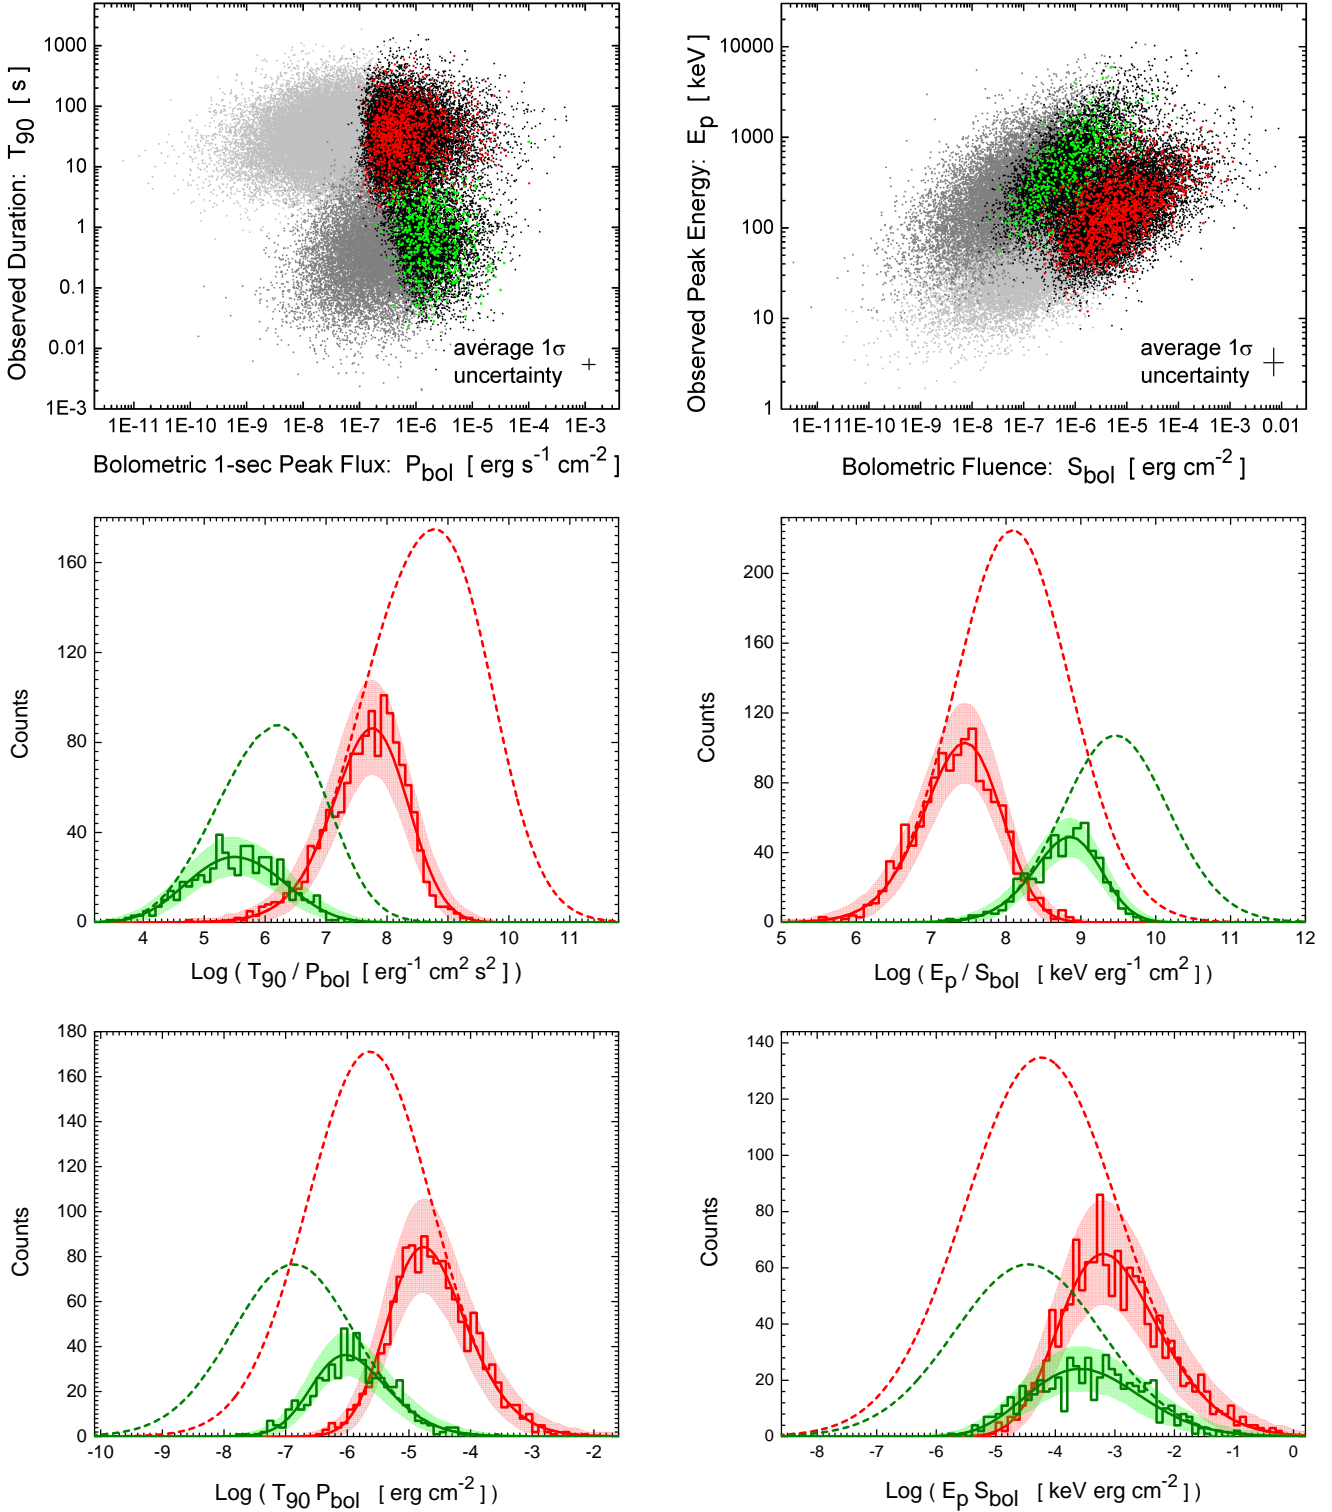 Observed Duration: T90 [ s ]
1000
100
10
1
0.1
0.01
1E-3
average 1σ
uncertainty
1E-11 1E-10 1E-9 1E-8 1E-7 1E-6 1E-5 1E-4 1E-3
Bolometric 1-sec Peak Flux: Pbol [ erg s-1 cm-2 ]
Observed Peak Energy: Ep [ keV ]
10000
1000
100
10
1
average 1σ
uncertainty
1E-11 1E-10 1E-9 1E-8 1E-7 1E-6 1E-5 1E-4 1E-3 0.01
Bolometric Fluence: Sbol [ erg cm-2 ]
Counts
160
120
80
40
0
4 5 6 7 8 9 10 11
Log ( T90 / Pbol [ erg-1 cm2 s2 ] )
Counts
200
160
120
80
40
0
5 6 7 8 9 10 11 12
Log ( Ep / Sbol [ keV erg-1 cm2 ] )
Counts
180
160
140
120
100
80
60
40
20
0
-10 -9 -8 -7 -6 -5 -4 -3 -2
Log ( T90 Pbol [ erg cm-2 ] )
Counts
140
120
100
80
60
40
20
0
-8 -7 -6 -5 -4 -3 -2 -1 0
Log ( Ep Sbol [ keV erg cm-2 ] )